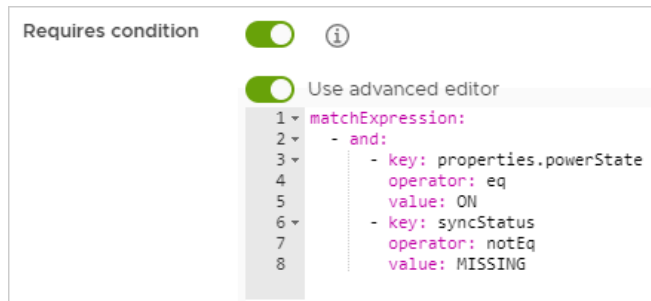 Requires condition
Use advanced editor
1 matchExpression:
2 - and:
3 - key: properties.powerState
4 operator: eq
5 value: ON
6 - key: syncStatus
7 operator: notEq
8 value: MISSING